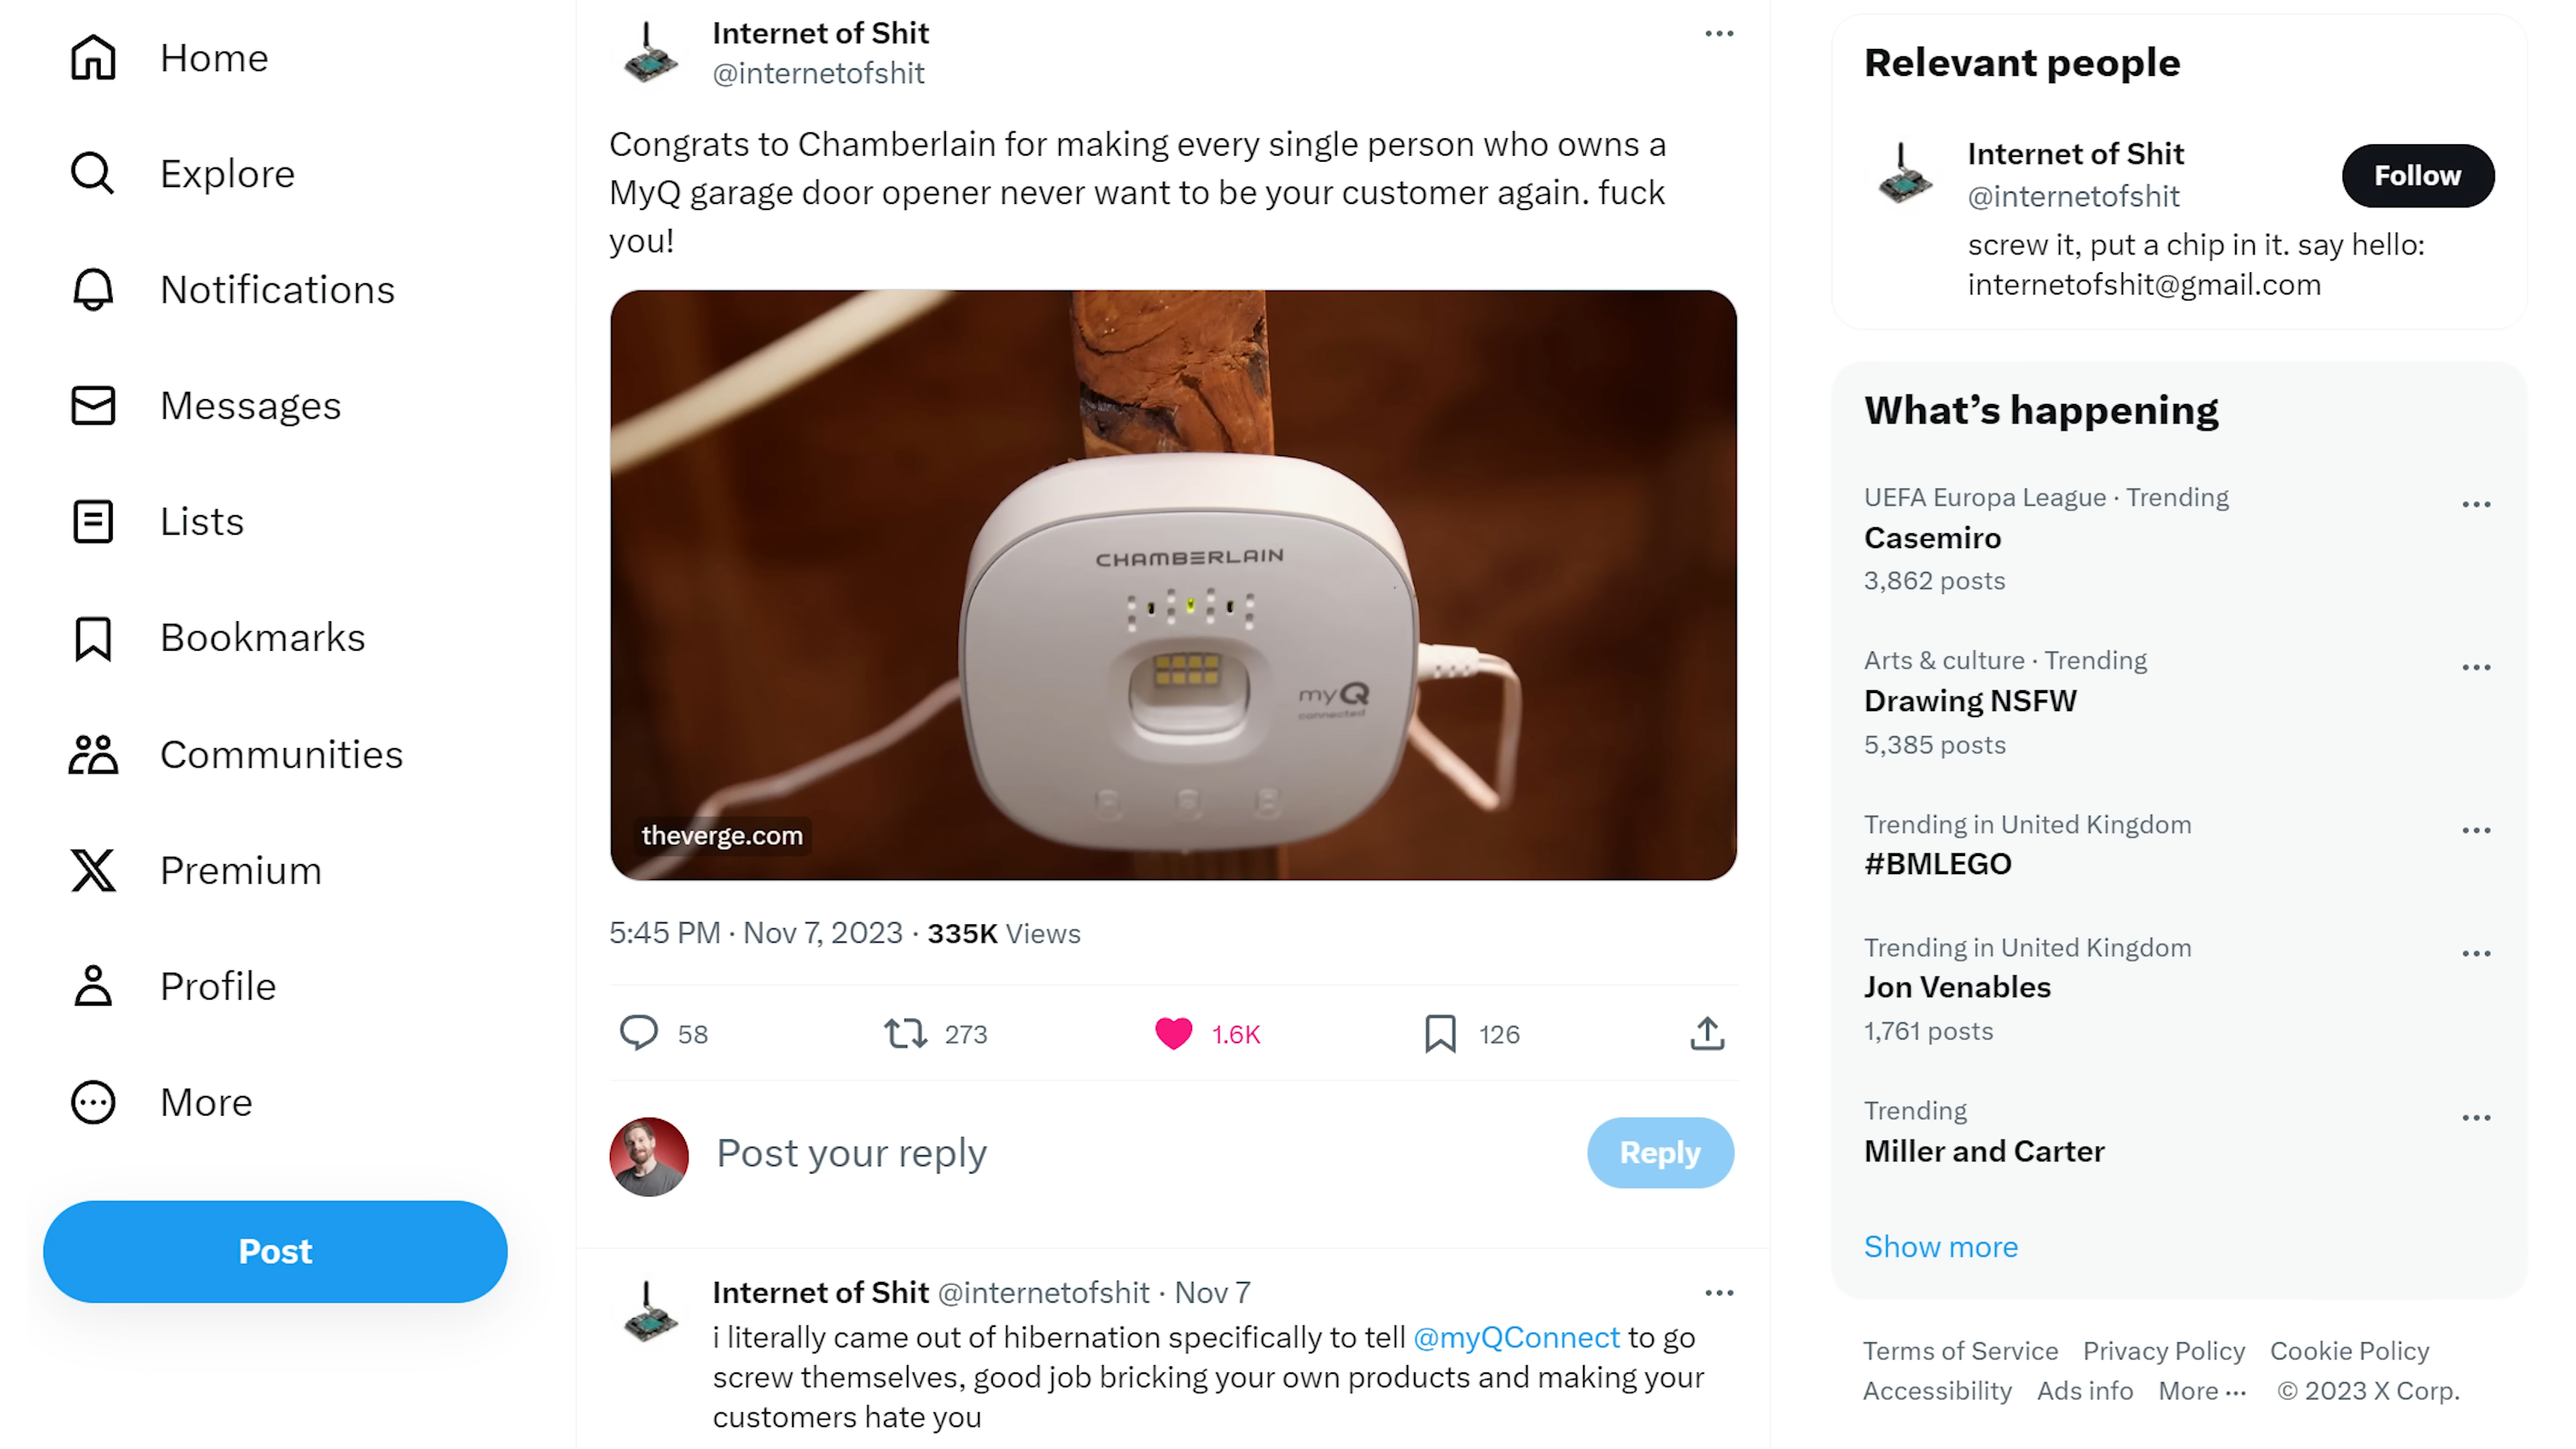 Home
Explore
Notifications
Messages
Lists
Bookmarks
Communities
Premium
Profile
More
Post
Internet of Shit
@internetofshit
Congrats to Chamberlain for making every single person who owns a
MyQ garage door opener never want to be your customer again. fuck
you!
CHAMBERLAIN
myQ
connected
theverge.com
5:45 PM · Nov 7, 2023 · 335K Views
58 273 1.6K 126
Post your reply
Reply
Internet of Shit @internetofshit · Nov 7
i literally came out of hibernation specifically to tell @myQConnect to go
screw themselves, good job bricking your own products and making your
customers hate you
Relevant people
Internet of Shit
@internetofshit
Follow
screw it, put a chip in it. say hello:
internetofshit@gmail.com
What’s happening
UEFA Europa League · Trending
Casemiro
3,862 posts
Arts & culture · Trending
Drawing NSFW
5,385 posts
Trending in United Kingdom
#BMLEGO
Trending in United Kingdom
Jon Venables
1,761 posts
Trending
Miller and Carter
Show more
Terms of Service Privacy Policy Cookie Policy
Accessibility Ads info More ··· © 2023 X Corp.